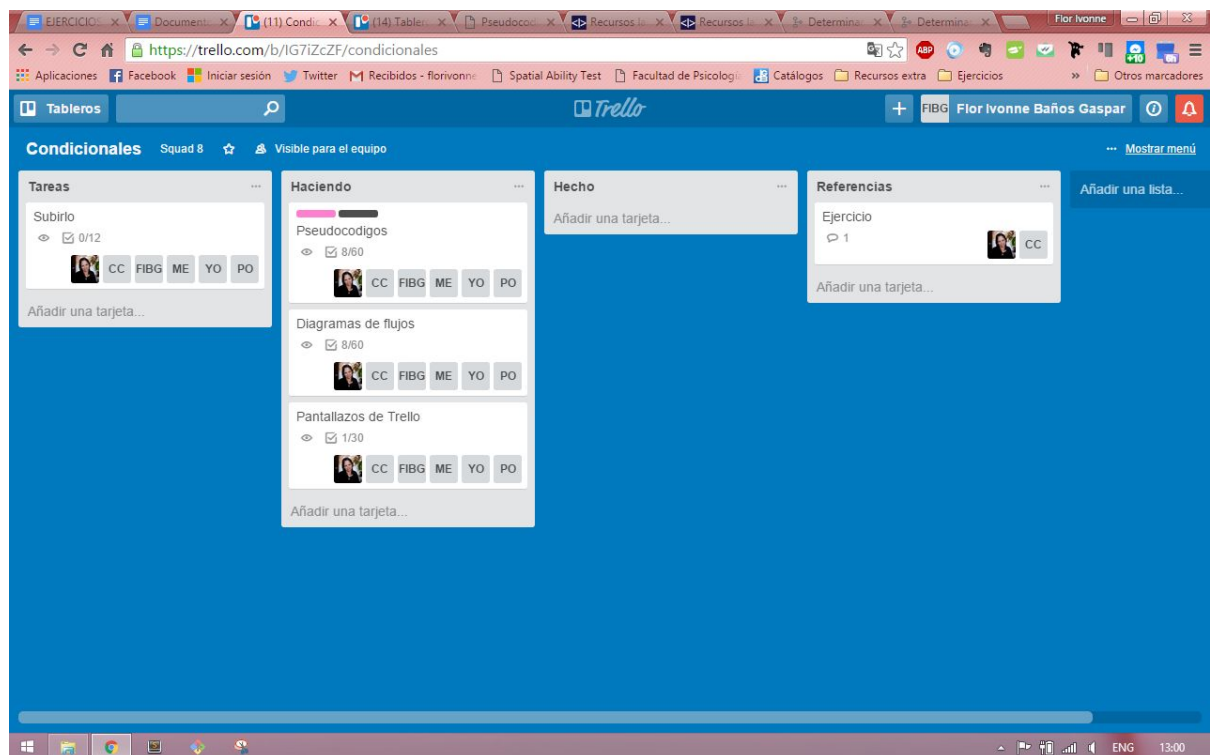 EJERCICIOS
Document
(11) Condic
(14) Tabler
Pseudocod
Recursos la
Recursos la
Determina
Determina
Flor Ivonne
https://trello.com/b/IG7iZcZF/condicionales
ABP
+10
Aplicaciones
Facebook
Iniciar sesión
Twitter
Recibidos - florivonne
Spatial Ability Test
Facultad de Psicologí
Catálogos
Recursos extra
Ejercicios
»
Otros marcadores
Tableros
Trello
+
FIBG Flor Ivonne Baños Gaspar
Condicionales
Squad 8
Visible para el equipo
... Mostrar menú
Tareas
Subirlo
0/12
CC FIBG ME YO PO
Añadir una tarjeta...
Haciendo
Pseudocodigos
8/60
CC FIBG ME YO PO
Diagramas de flujos
8/60
CC FIBG ME YO PO
Pantallazos de Trello
1/30
CC FIBG ME YO PO
Añadir una tarjeta...
Hecho
Añadir una tarjeta...
Referencias
Ejercicio
1
CC
Añadir una tarjeta...
Añadir una lista...
ENG 13:00